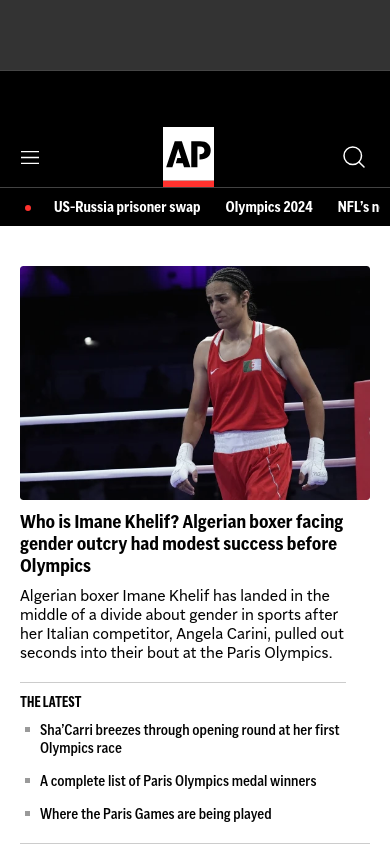 AP
US-Russia prisoner swap Olympics 2024 NFL’s n
Who is Imane Khelif? Algerian boxer facing
gender outcry had modest success before
Olympics
Algerian boxer Imane Khelif has landed in the
middle of a divide about gender in sports after
her Italian competitor, Angela Carini, pulled out
seconds into their bout at the Paris Olympics.
THE LATEST
Sha’Carri breezes through opening round at her first
Olympics race
A complete list of Paris Olympics medal winners
Where the Paris Games are being played